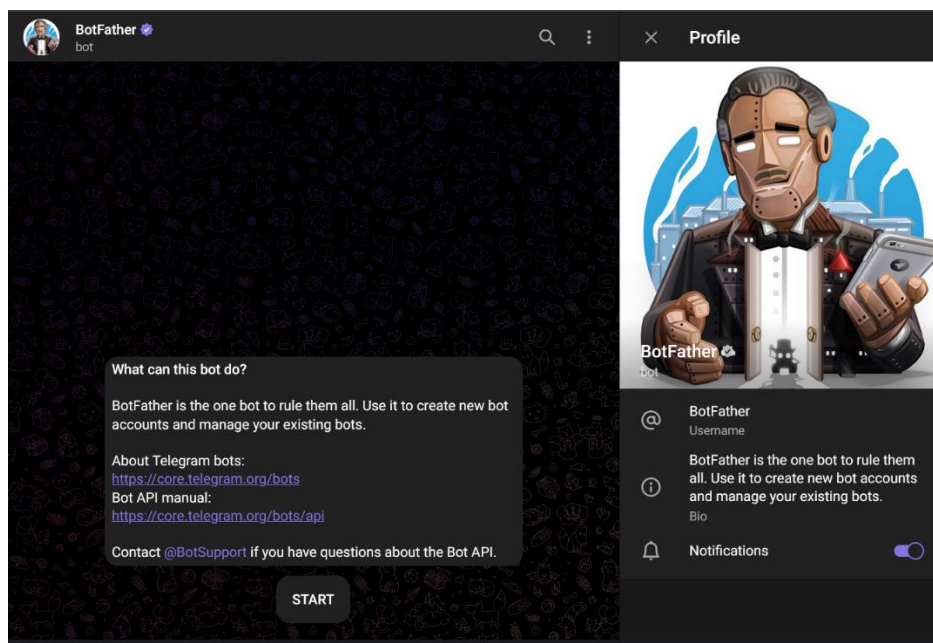 BotFather
bot
Profile
What can this bot do?
BotFather is the one bot to rule them all. Use it to create new bot
accounts and manage your existing bots.
About Telegram bots:
https://core.telegram.org/bots
Bot API manual:
https://core.telegram.org/bots/api
Contact @BotSupport if you have questions about the Bot API.
START
BotFather
bot
BotFather
Username
BotFather is the one bot to rule them
all. Use it to create new bot accounts
and manage your existing bots.
Bio
Notifications